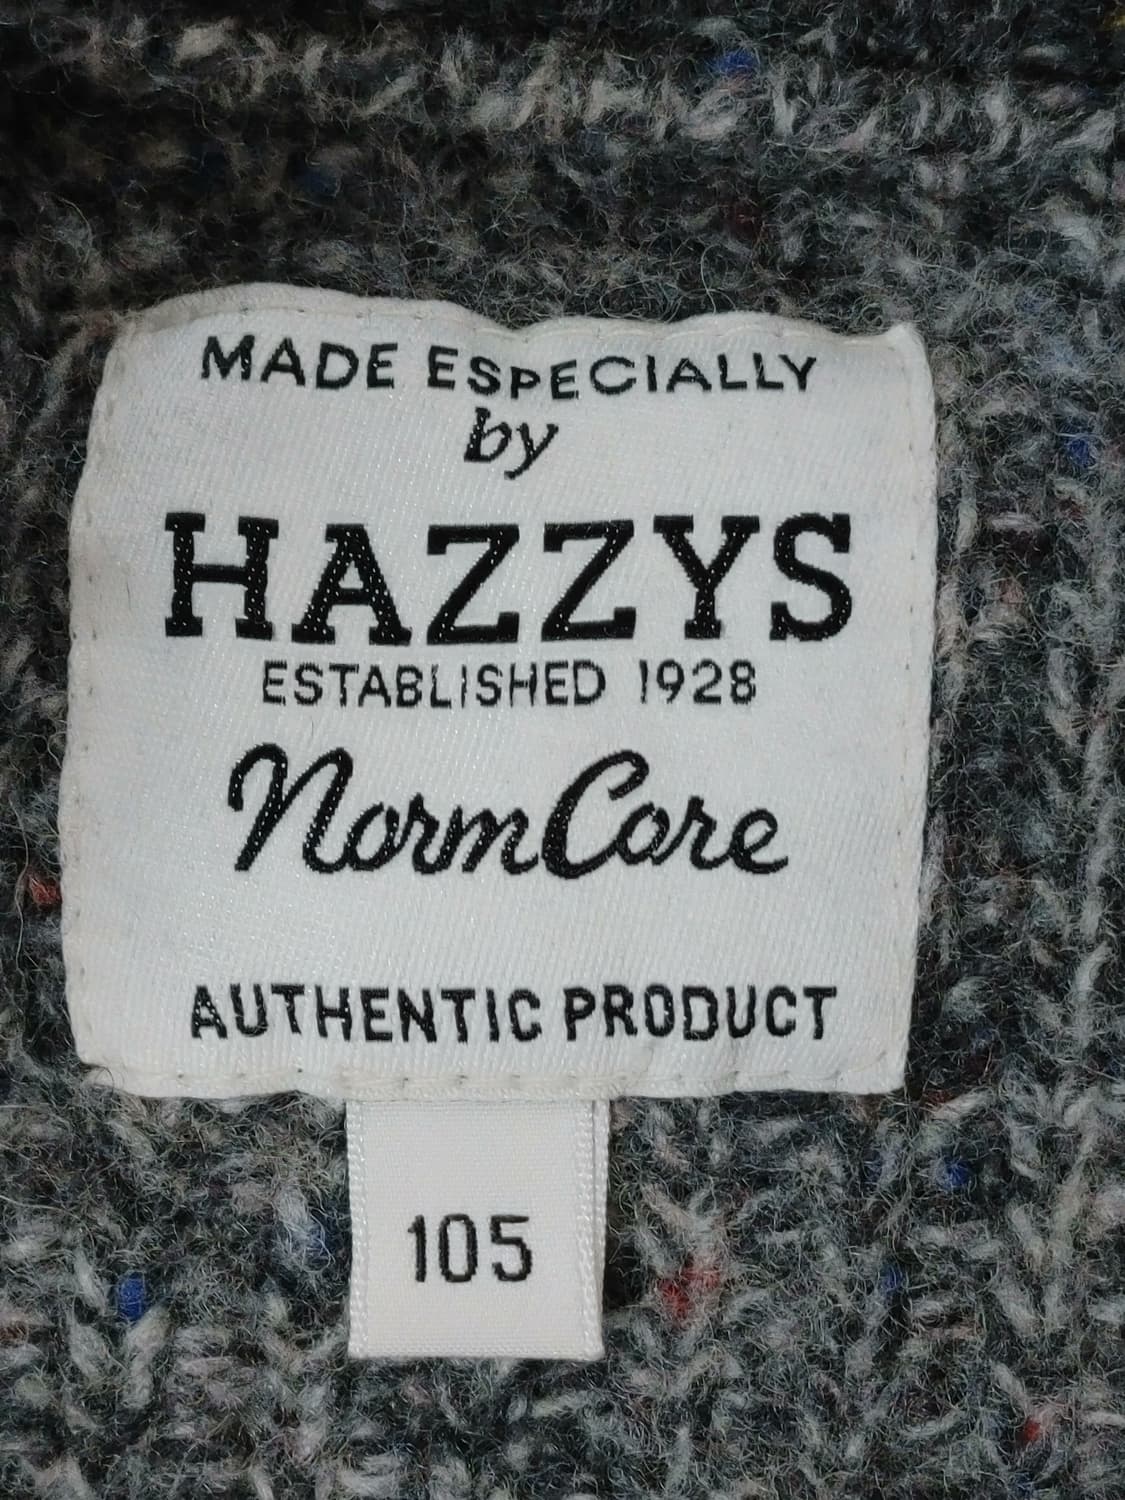 MADE ESPECIALLY
by
HAZZYS
ESTABLISHED 1928
NormCore
AUTHENTIC PRODUCT
105